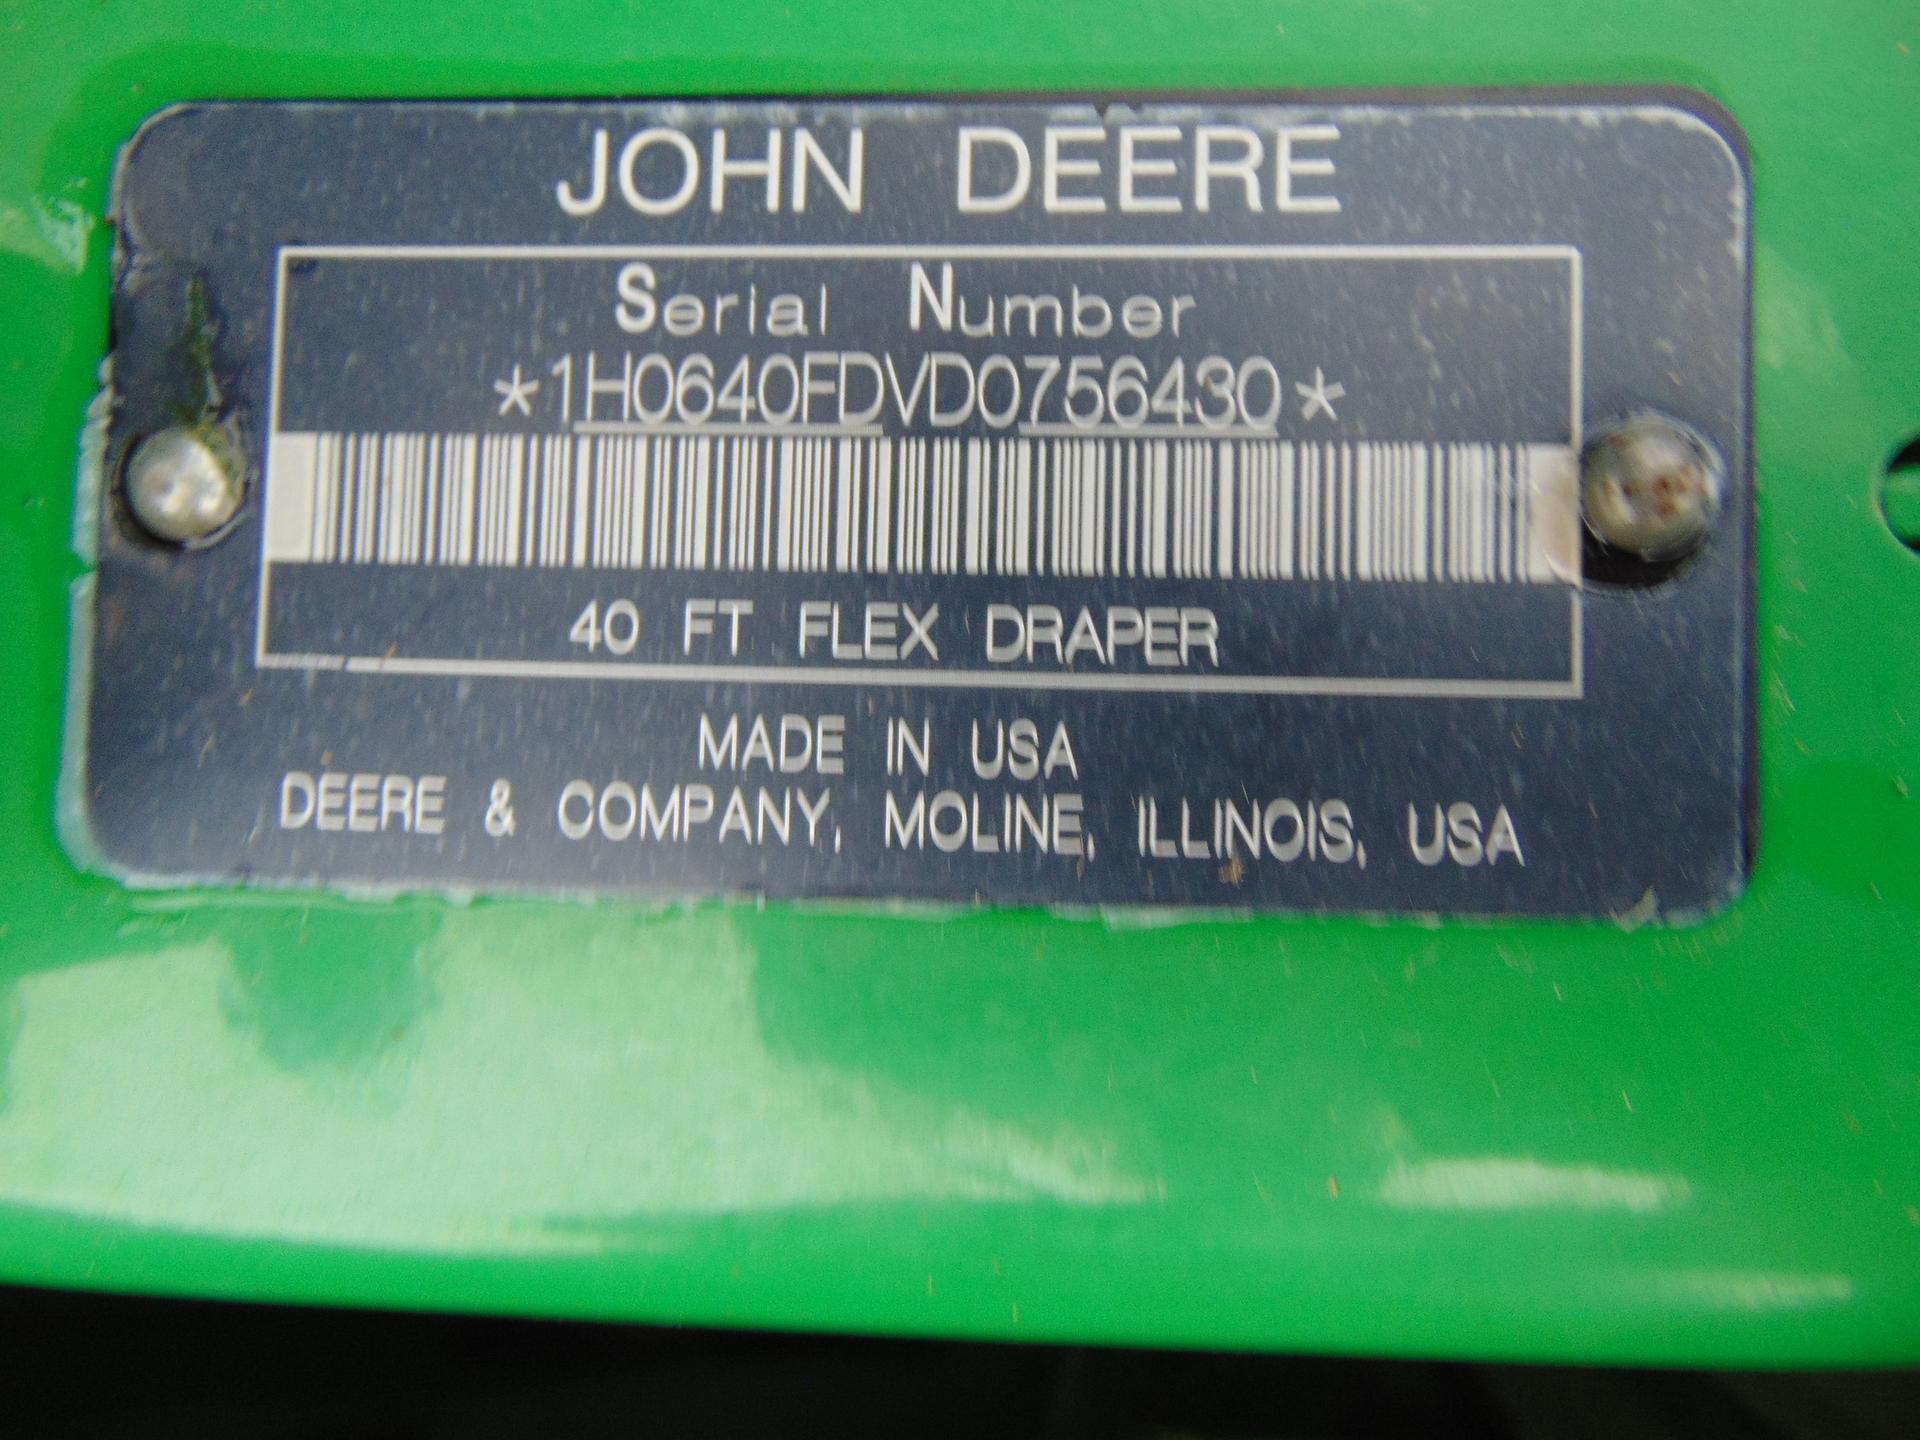 JOHN DEERE
Serial Number
*1H0640FDVD0756430*
40 FT FLEX DRAPER
MADE IN USA
DEERE & COMPANY, MOLINE, ILLINOIS, USA